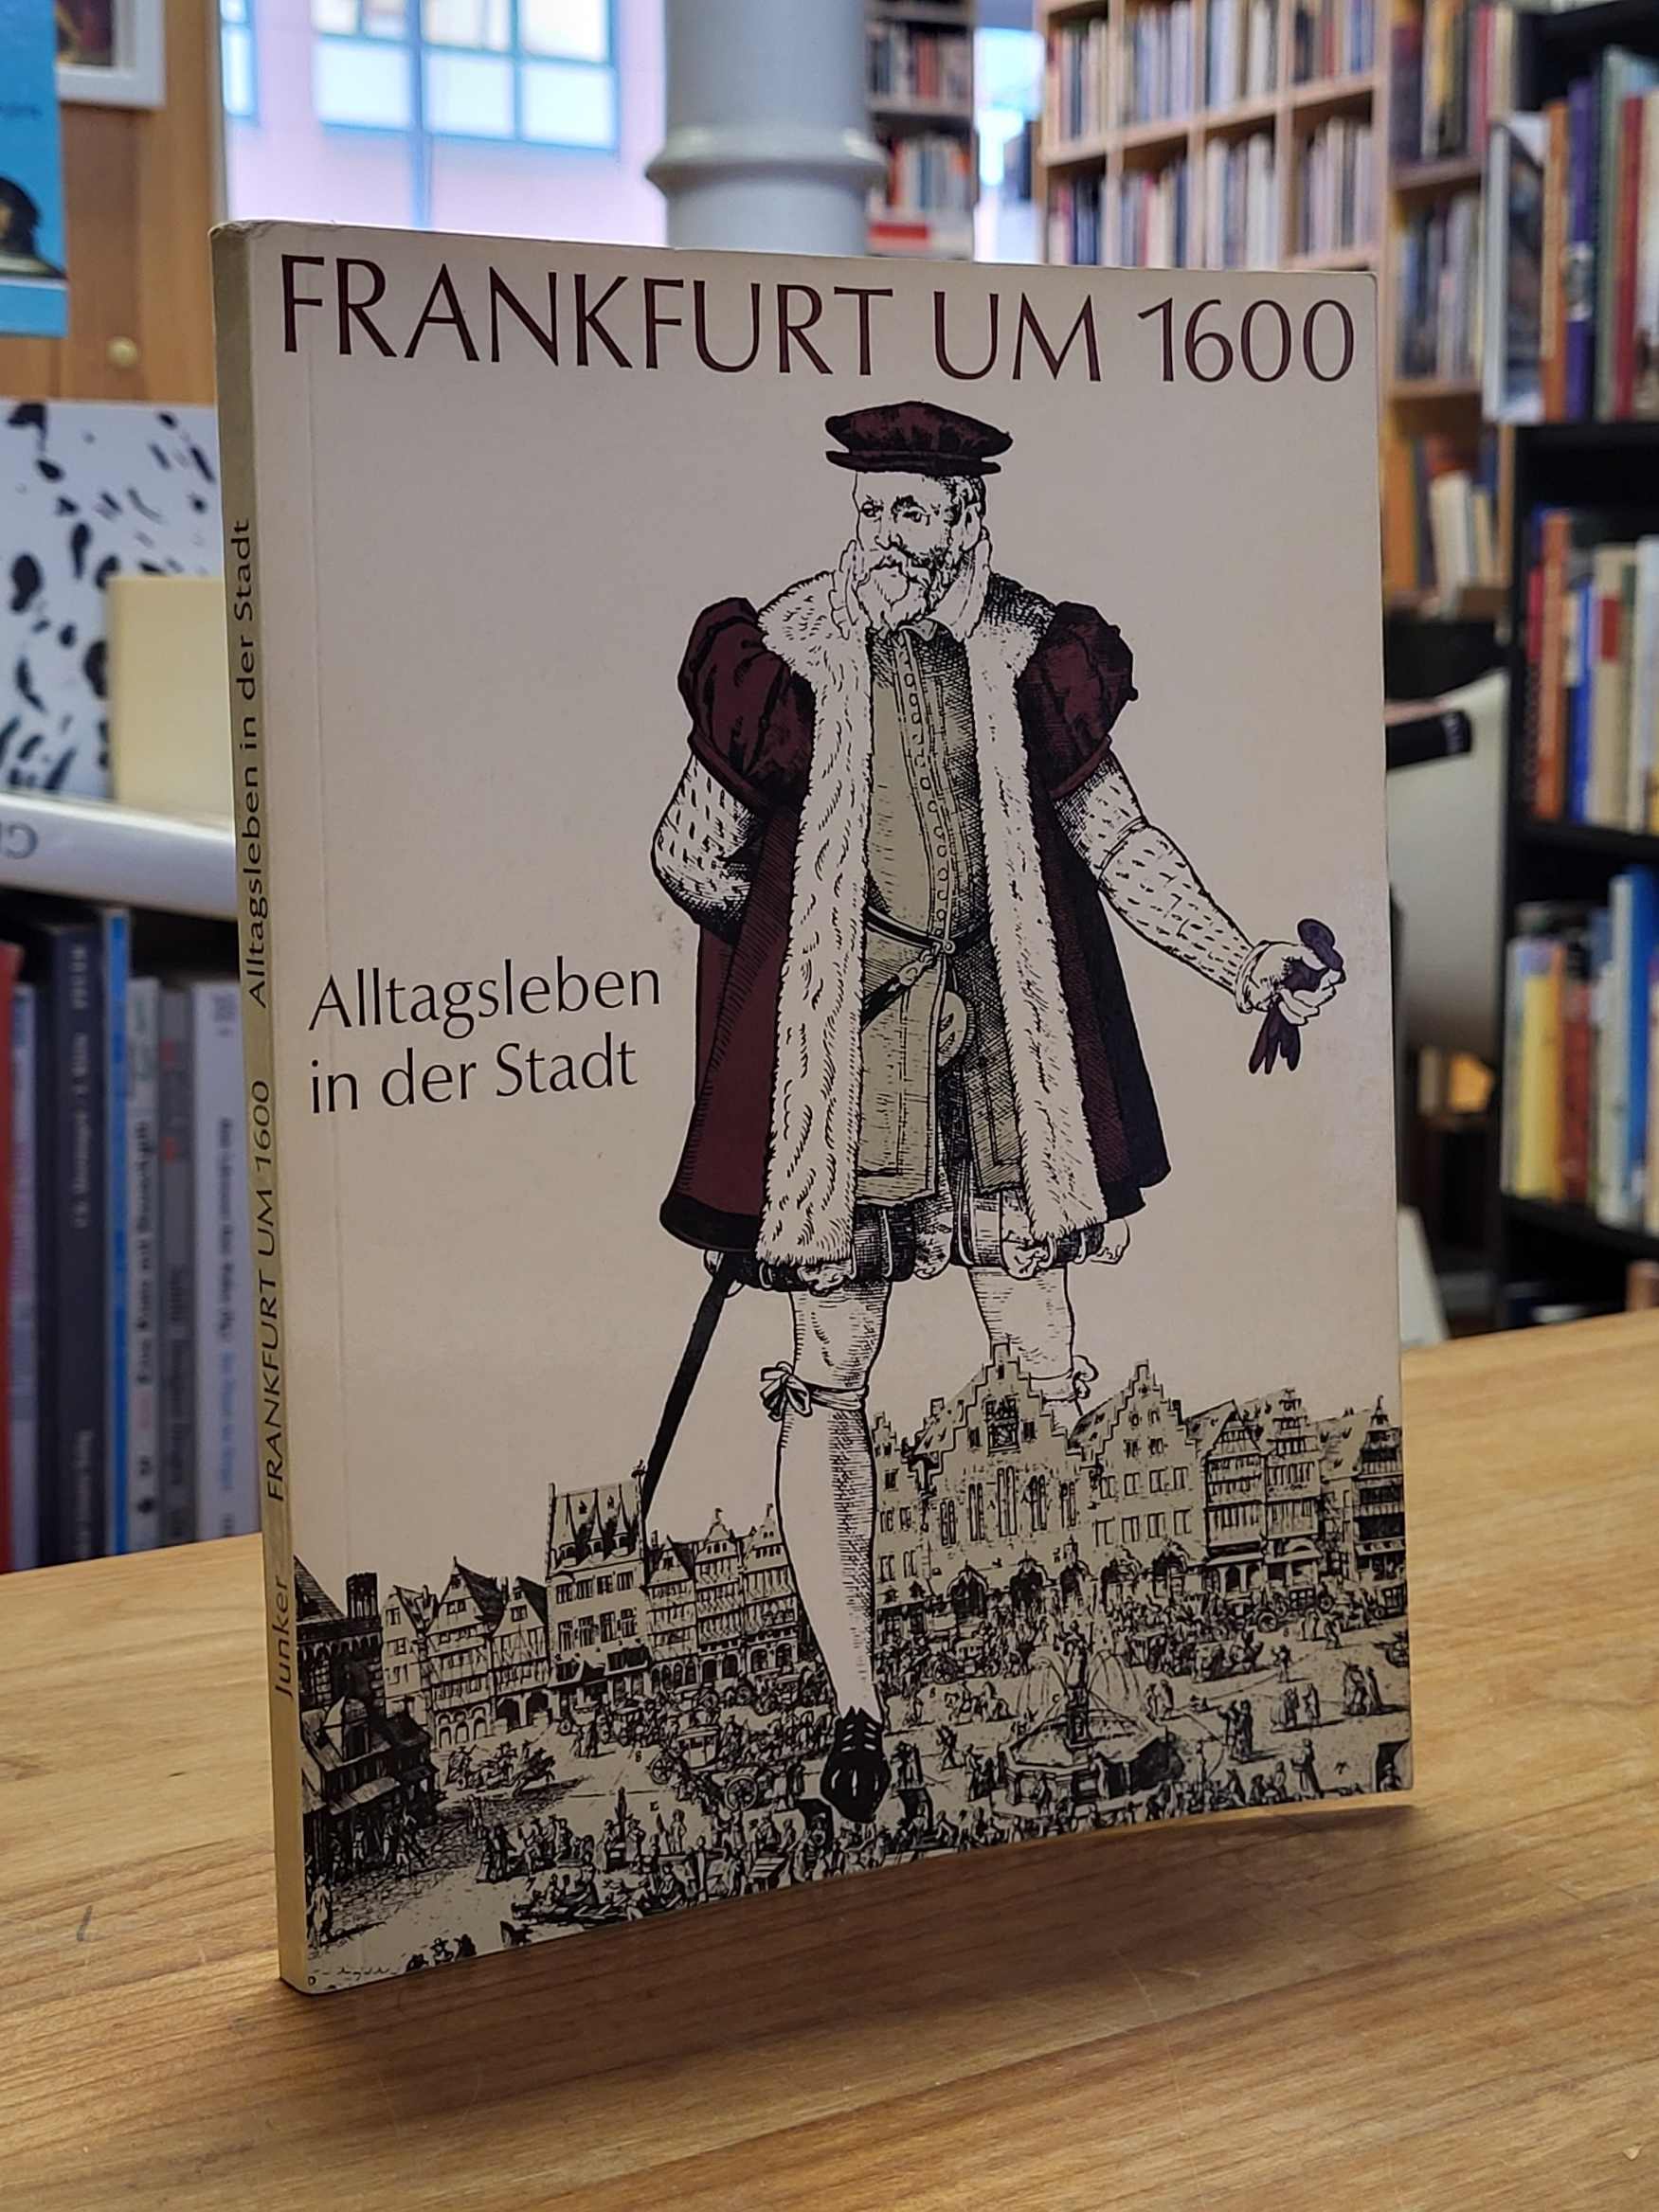 FRANKFURT UM 1600
Alltagsleben
in der Stadt
Junker FRANKFURT UM 1600 Alltagsleben in der Stadt